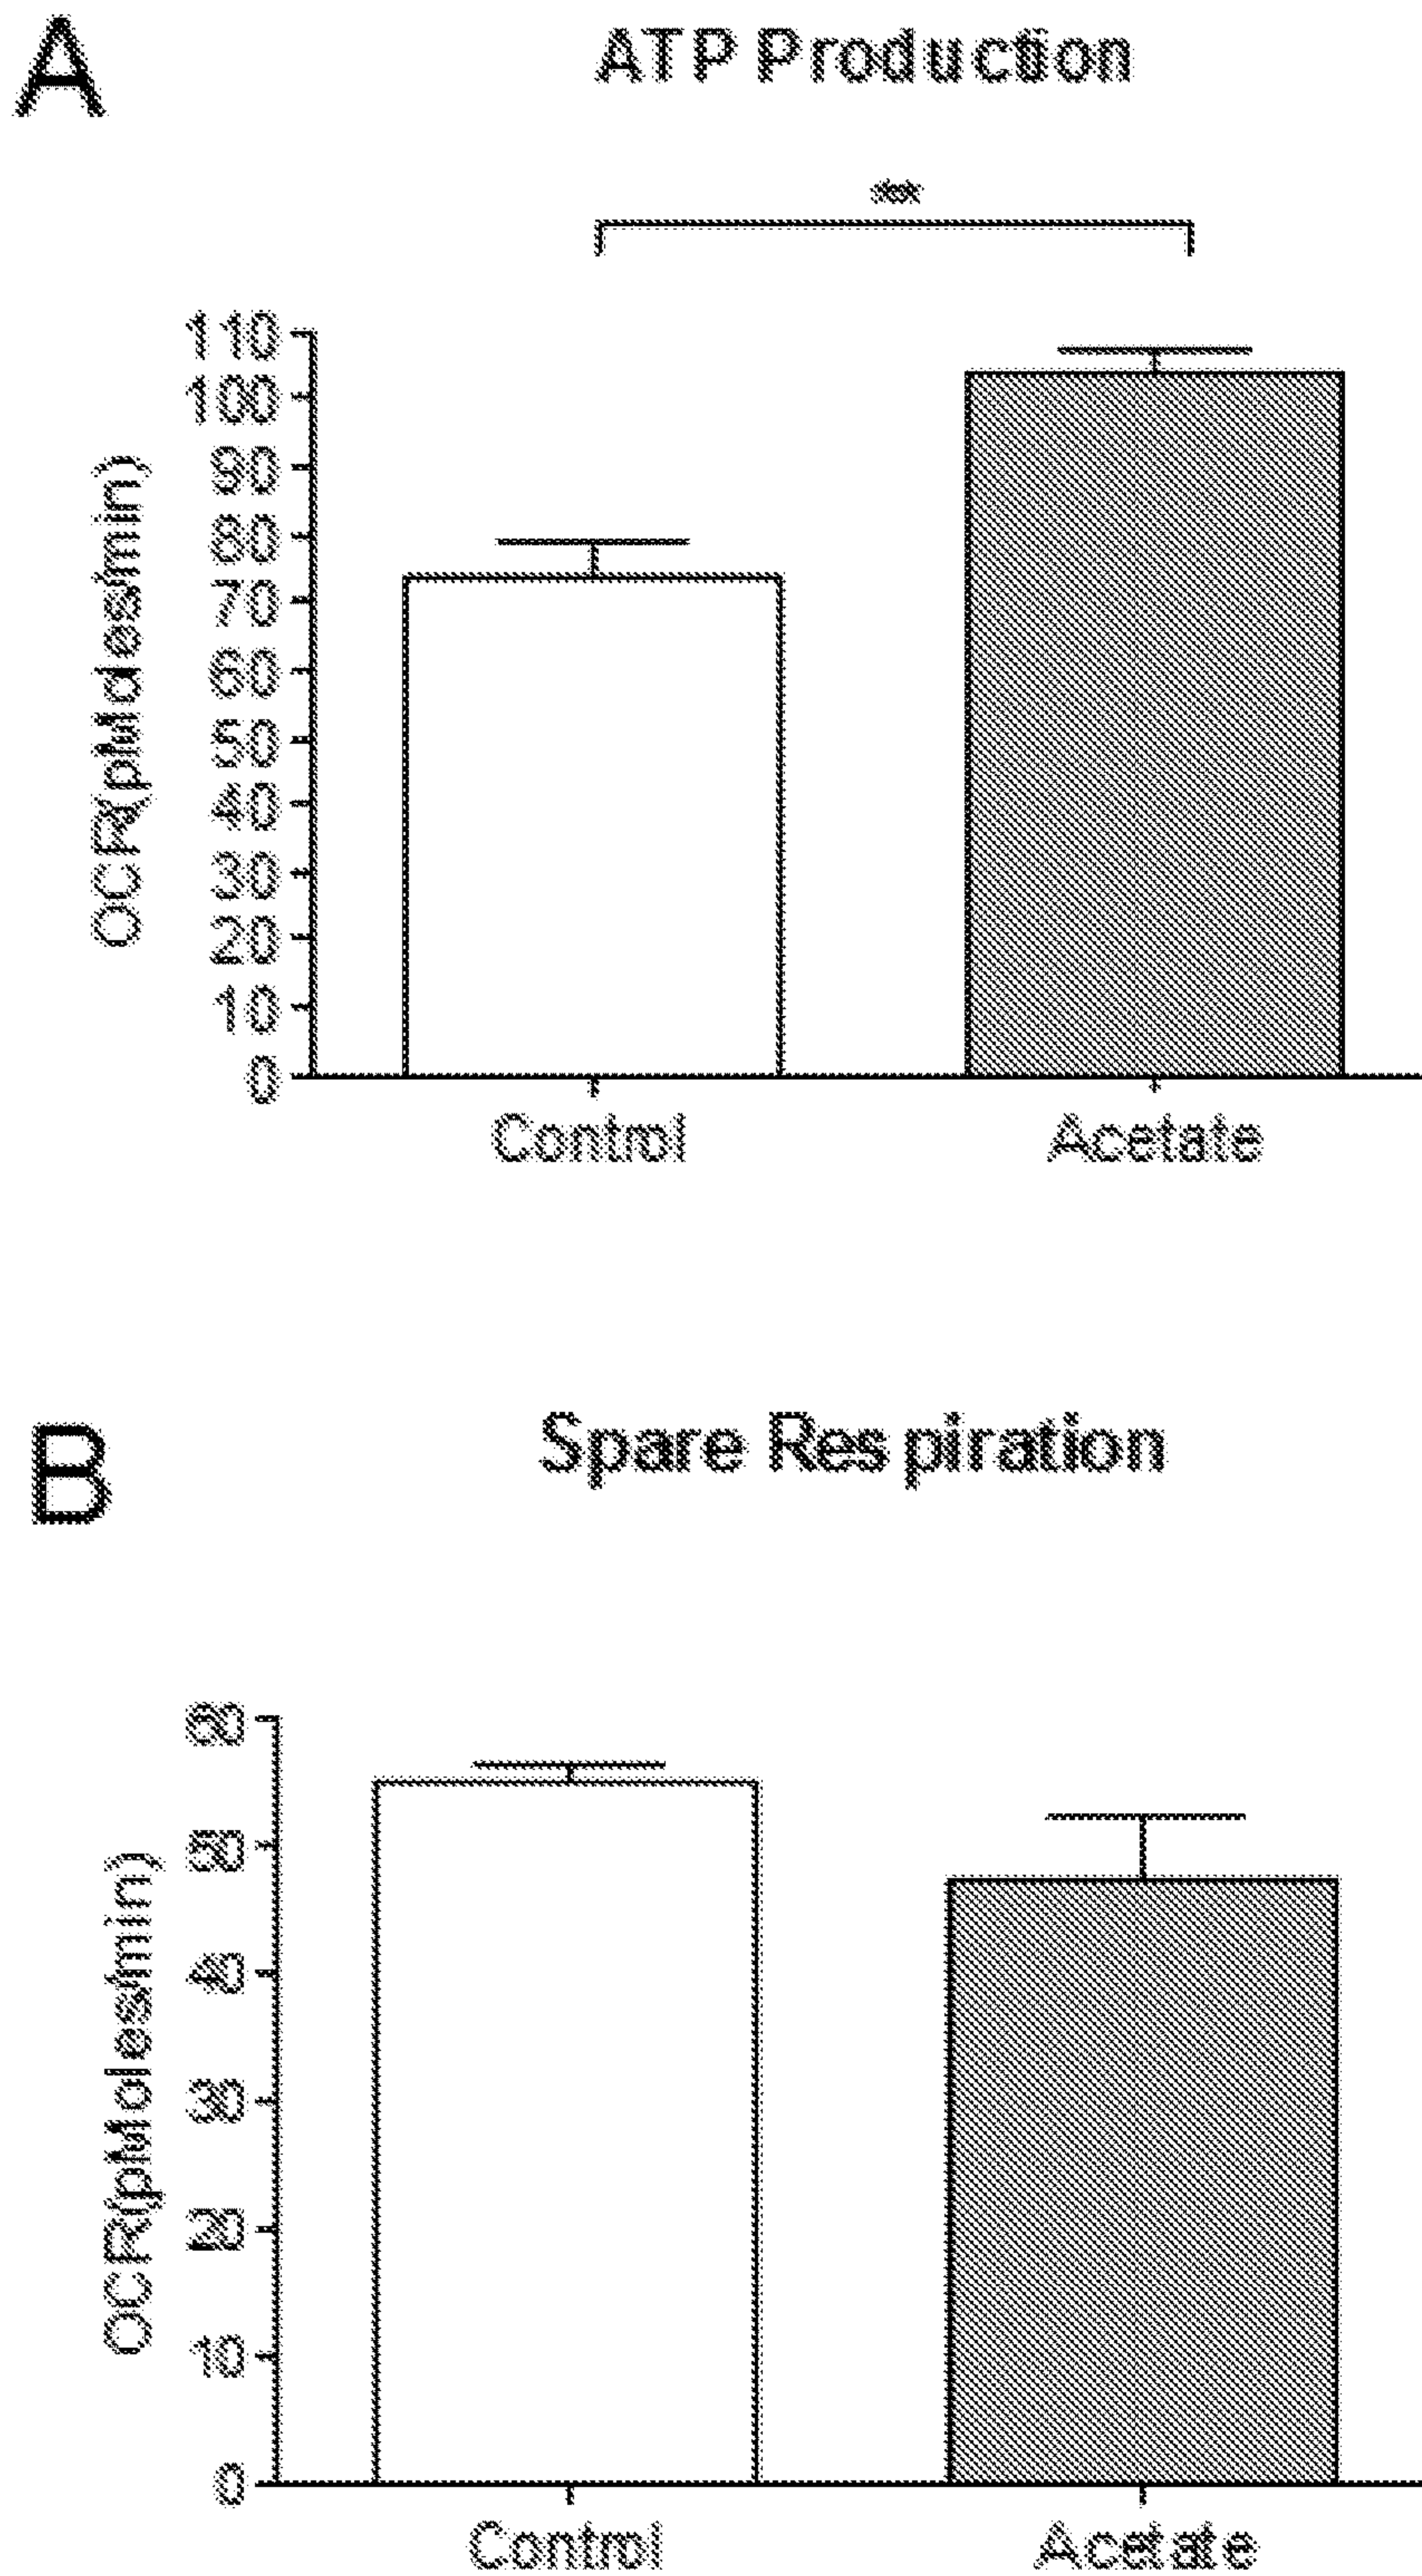 A
ATP Production
**
110
100
90
80
70
60
50
40
30
20
10
0
OCR(pMoles/min)
Control
Acetate
B
Spare Respiration
60
50
40
30
20
10
0
OCR(pMoles/min)
Control
Acetate